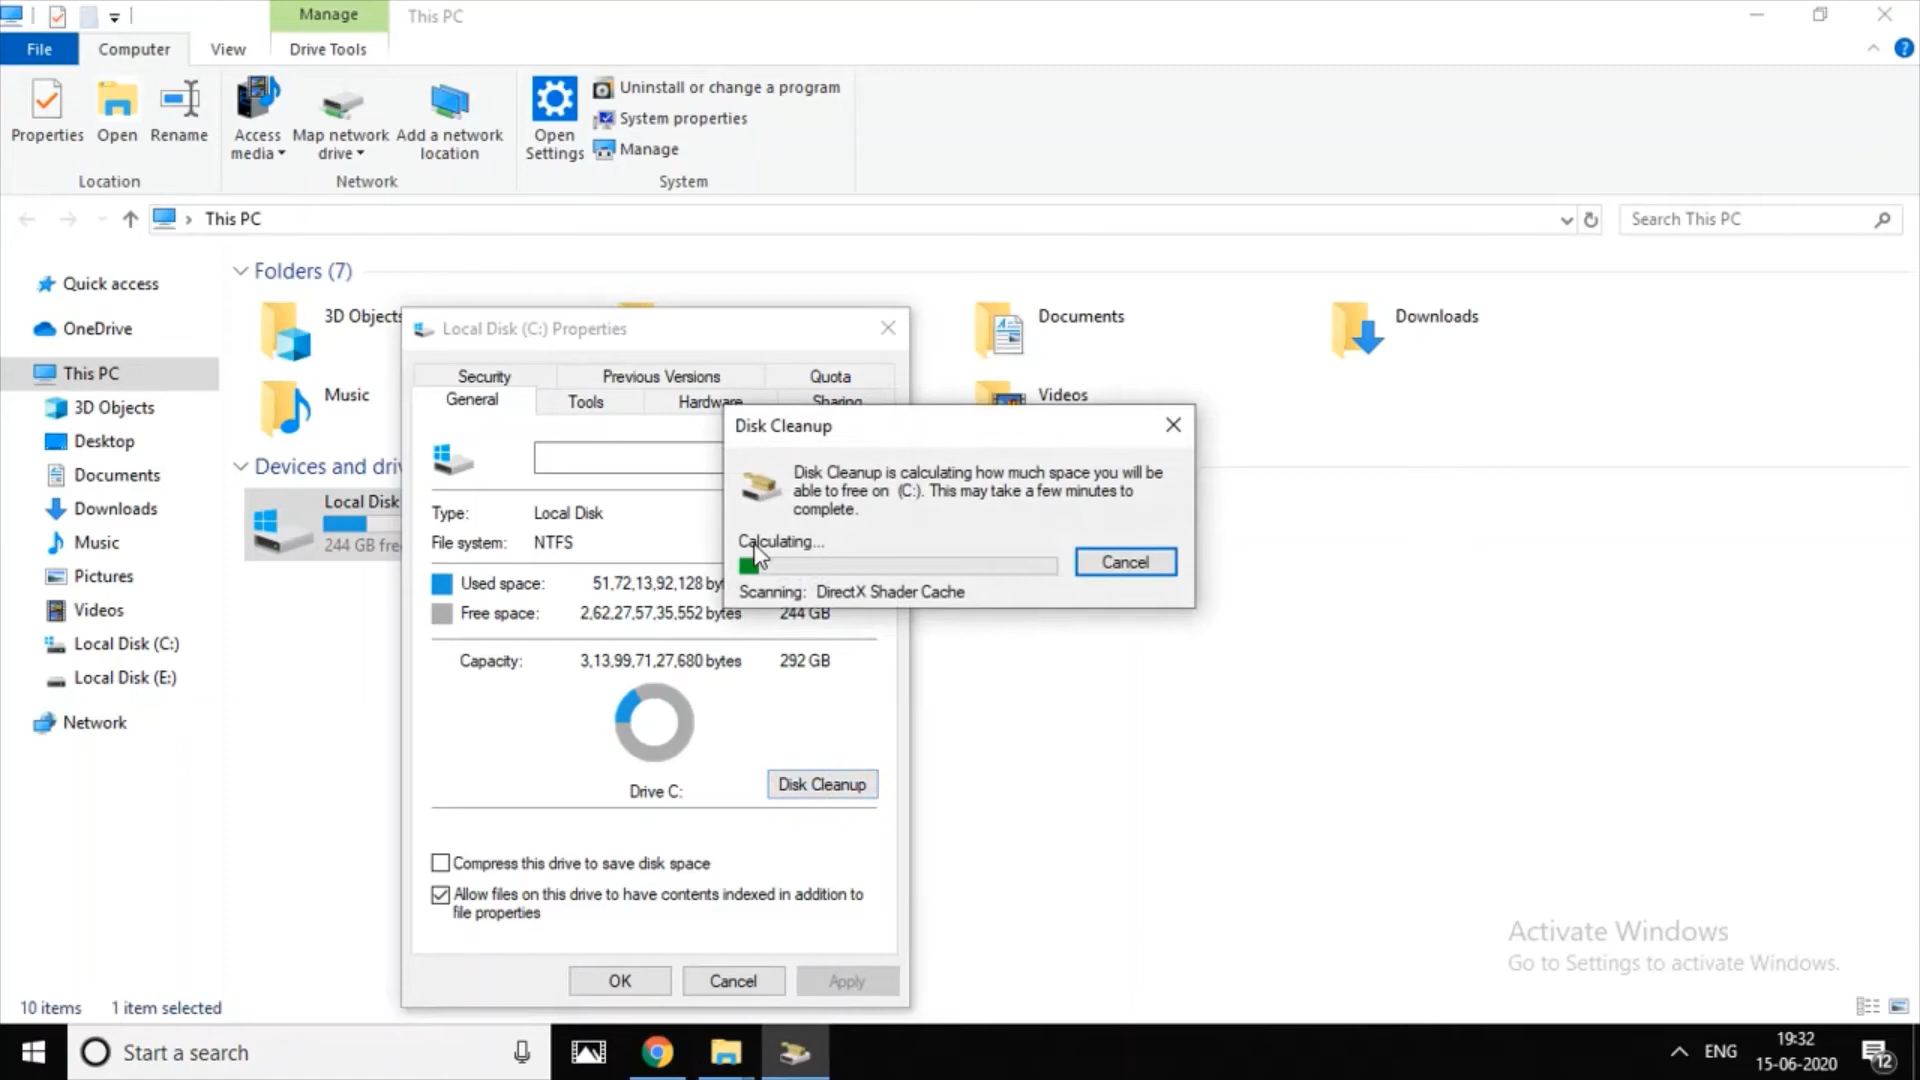 Manage
This PC
File
Computer
View
Drive Tools
Properties
Open
Rename
Access media
Map network drive
Add a network location
Open Settings
Uninstall or change a program
System properties
Manage
Location
Network
System
This PC
Search This PC
Quick access
OneDrive
This PC
3D Objects
Desktop
Documents
Downloads
Music
Pictures
Videos
Local Disk (C:)
Local Disk (E:)
Network
Folders (7)
3D Objects
Documents
Downloads
Music
Videos
Devices and driv
Local Disk
244 GB fre
Local Disk (C:) Properties
Security
Previous Versions
Quota
General
Tools
Hardware
Sharing
Type: Local Disk
File system: NTFS
Used space: 51,72,13,92,128 byt
Free space: 2,62,27,57,35,552 bytes 244 GB
Capacity: 3,13,99,71,27,680 bytes 292 GB
Drive C:
Disk Cleanup
Compress this drive to save disk space
Allow files on this drive to have contents indexed in addition to
file properties
OK
Cancel
Apply
Disk Cleanup
Disk Cleanup is calculating how much space you will be
able to free on (C:). This may take a few minutes to
complete.
Calculating...
Cancel
Scanning: DirectX Shader Cache
Activate Windows
Go to Settings to activate Windows.
10 items
1 item selected
Start a search
ENG
19:32
15-06-2020
12